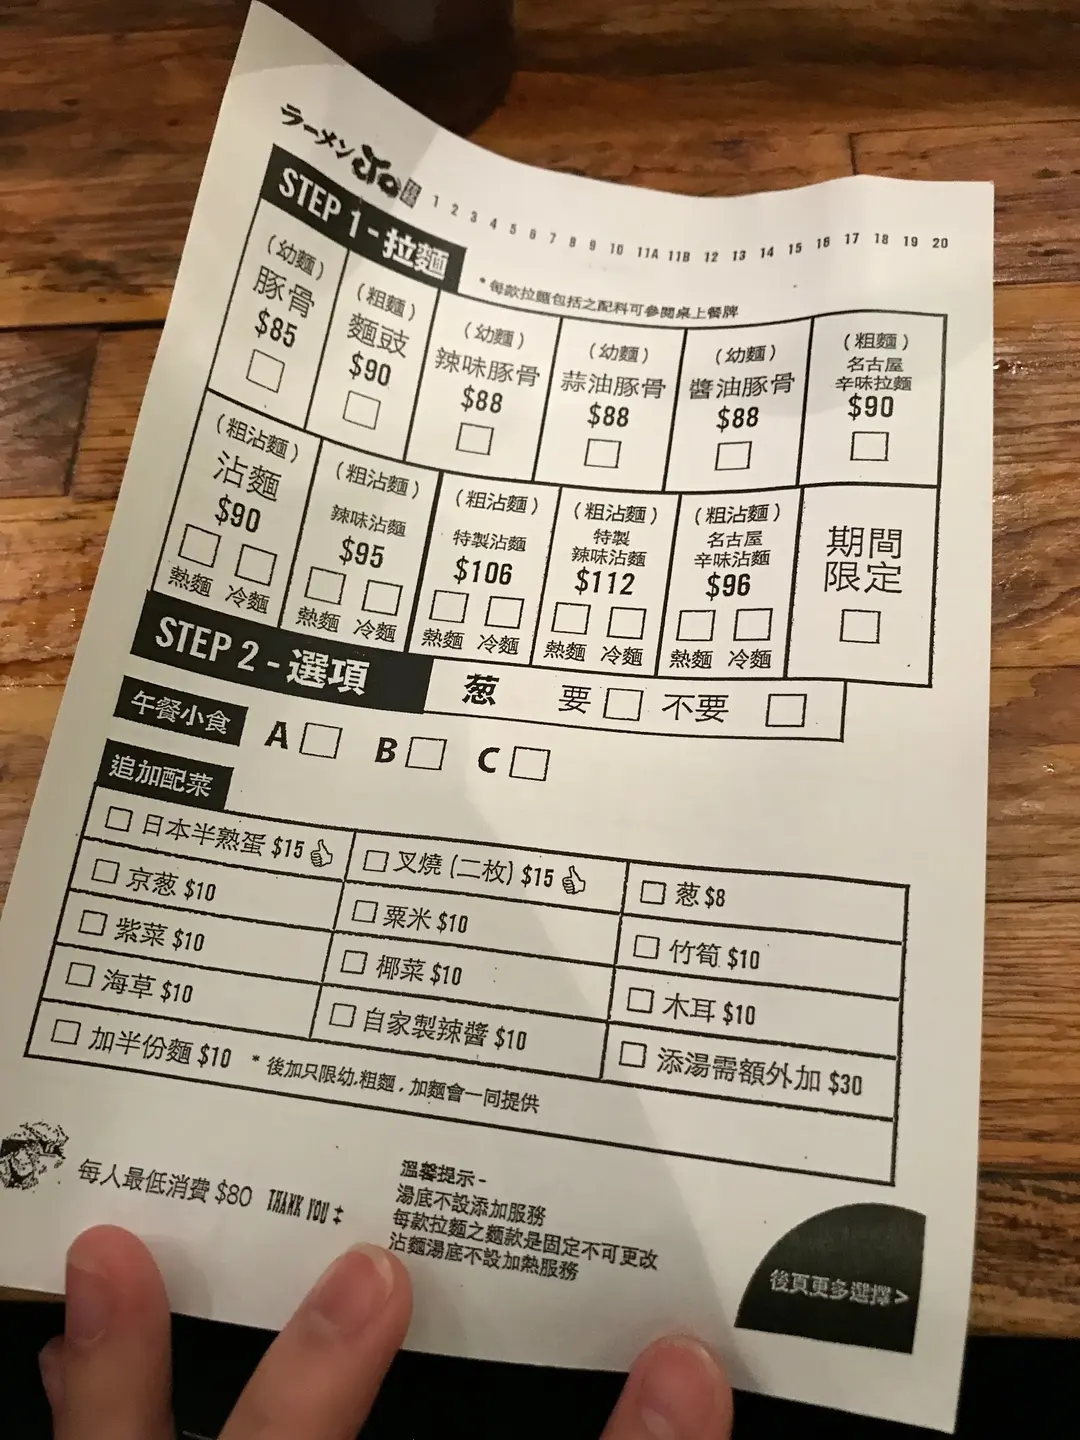 ラーメン Jo
1 2 3 4 5 6 7 8 9 10 11A 11B 12 13 14 15 16 17 18 19 20
STEP 1 - 拉麵
*每款拉麵包括之配料可參閱桌上餐牌
(幼麵)
豚骨
$85
(粗麵)
麵豉
$90
(幼麵)
辣味豚骨
$88
(幼麵)
蒜油豚骨
$88
(幼麵)
醬油豚骨
$88
(粗麵)
名古屋
辛味拉麵
$90
(粗沾麵)
沾麵
$90
熱麵 冷麵
(粗沾麵)
辣味沾麵
$95
熱麵 冷麵
(粗沾麵)
特製沾麵
$106
熱麵 冷麵
(粗沾麵)
特製
辣味沾麵
$112
熱麵 冷麵
(粗沾麵)
名古屋
辛味沾麵
$96
熱麵 冷麵
期間
限定
STEP 2 - 選項
葱 要 不要
午餐小食 A B C
追加配菜
日本半熟蛋 $15 叉燒 (二枚) $15 葱 $8
京葱 $10 粟米 $10 竹筍 $10
紫菜 $10 椰菜 $10 木耳 $10
海草 $10 自家製辣醬 $10 添湯需額外加 $30
加半份麵 $10 *後加只限幼.粗麵,加麵會一同提供
每人最低消費 $80 THANK YOU
溫馨提示-
湯底不設添加服務
每款拉麵之麵款是固定不可更改
沾麵湯底不設加熱服務
後頁更多選擇>